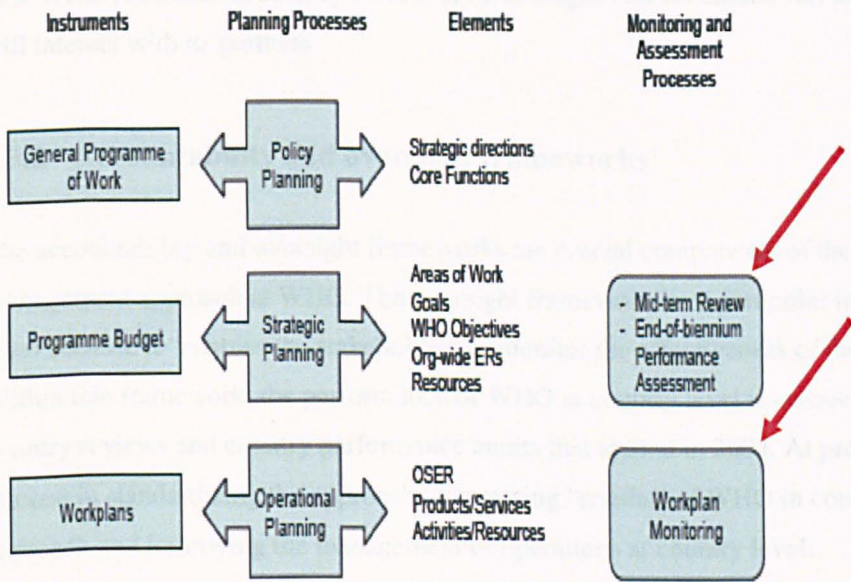 Instruments
Planning Processes
Elements
Monitoring and
Assessment
Processes
General Programme
of Work
Policy
Planning
Strategic directions
Core Functions
Programme Budget
Strategic
Planning
Areas of Work
Goals
WHO Objectives
Org-wide ERs
Resources
- Mid-term Review
- End-of-biennium
Performance
Assessment
Workplans
Operational
Planning
OSER
Products/Services
Activities/Resources
Workplan
Monitoring